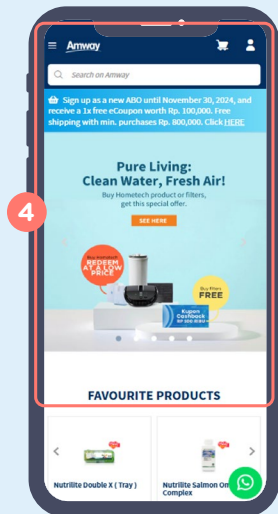 Amway
Search on Amway
Sign up as a new ABO until November 30, 2024, and
receive a 1x free eCoupon worth Rp. 100,000. Free
shipping with min. purchases Rp. 800,000. Click HERE
Pure Living:
Clean Water, Fresh Air!
Buy Hometech product or filters,
get this special offer.
SEE HERE
4
Buy Hometech
REDEEM
AT A LOW
PRICE
Buy Filters
FREE
Kupon
Cashback
FAVOURITE PRODUCTS
Nutrilite Double X ( Tray )
Nutrilite Salmon
Complex